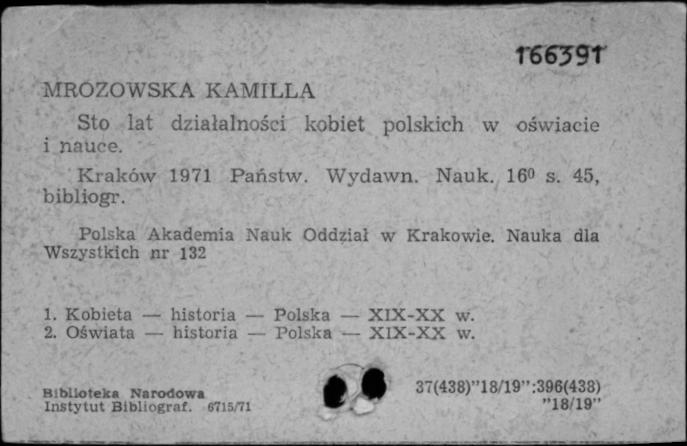 166391
MROZOWSKA KAMILLA
Sto lat działalności kobiet polskich w oświacie
i nauce.
Kraków 1971 Państw. Wydawn. Nauk. 16⁰ s. 45,
bibliogr.
Polska Akademia Nauk Oddział w Krakowie. Nauka dla
Wszystkich nr 132
1. Kobieta — historia — Polska — XIX-XX w.
2. Oświata — historia — Polska — XIX-XX w.
Biblioteka Narodowa
Instytut Bibliograf. 6715/71
37(438)"18/19":396(438)
"18/19"